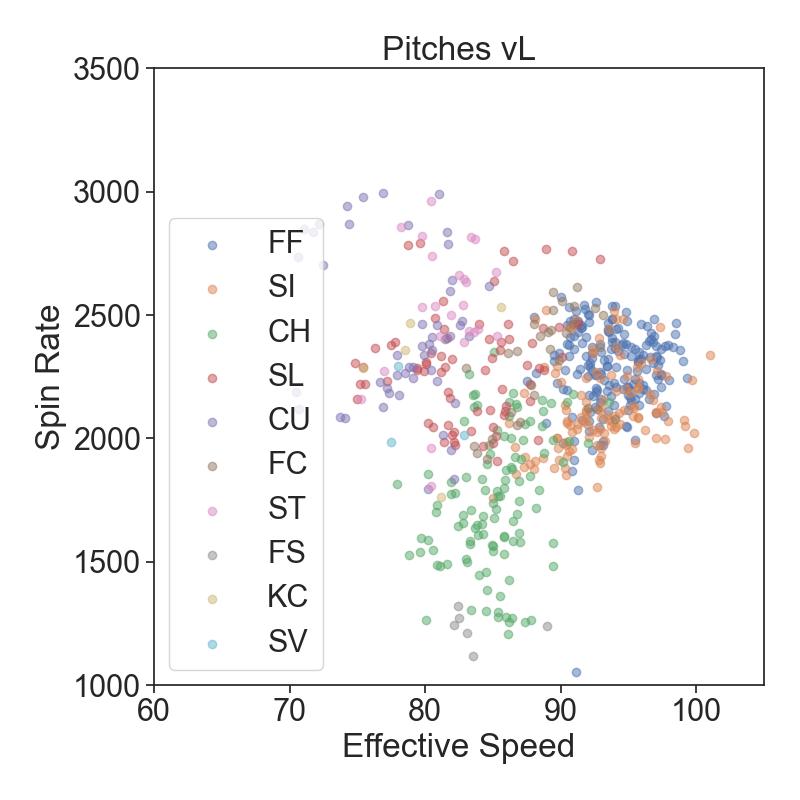 Pitches vL
3500
3000
2500
2000
1500
1000
Spin Rate
FF
SI
CH
SL
CU
FC
ST
FS
KC
SV
60 70 80 90 100
Effective Speed